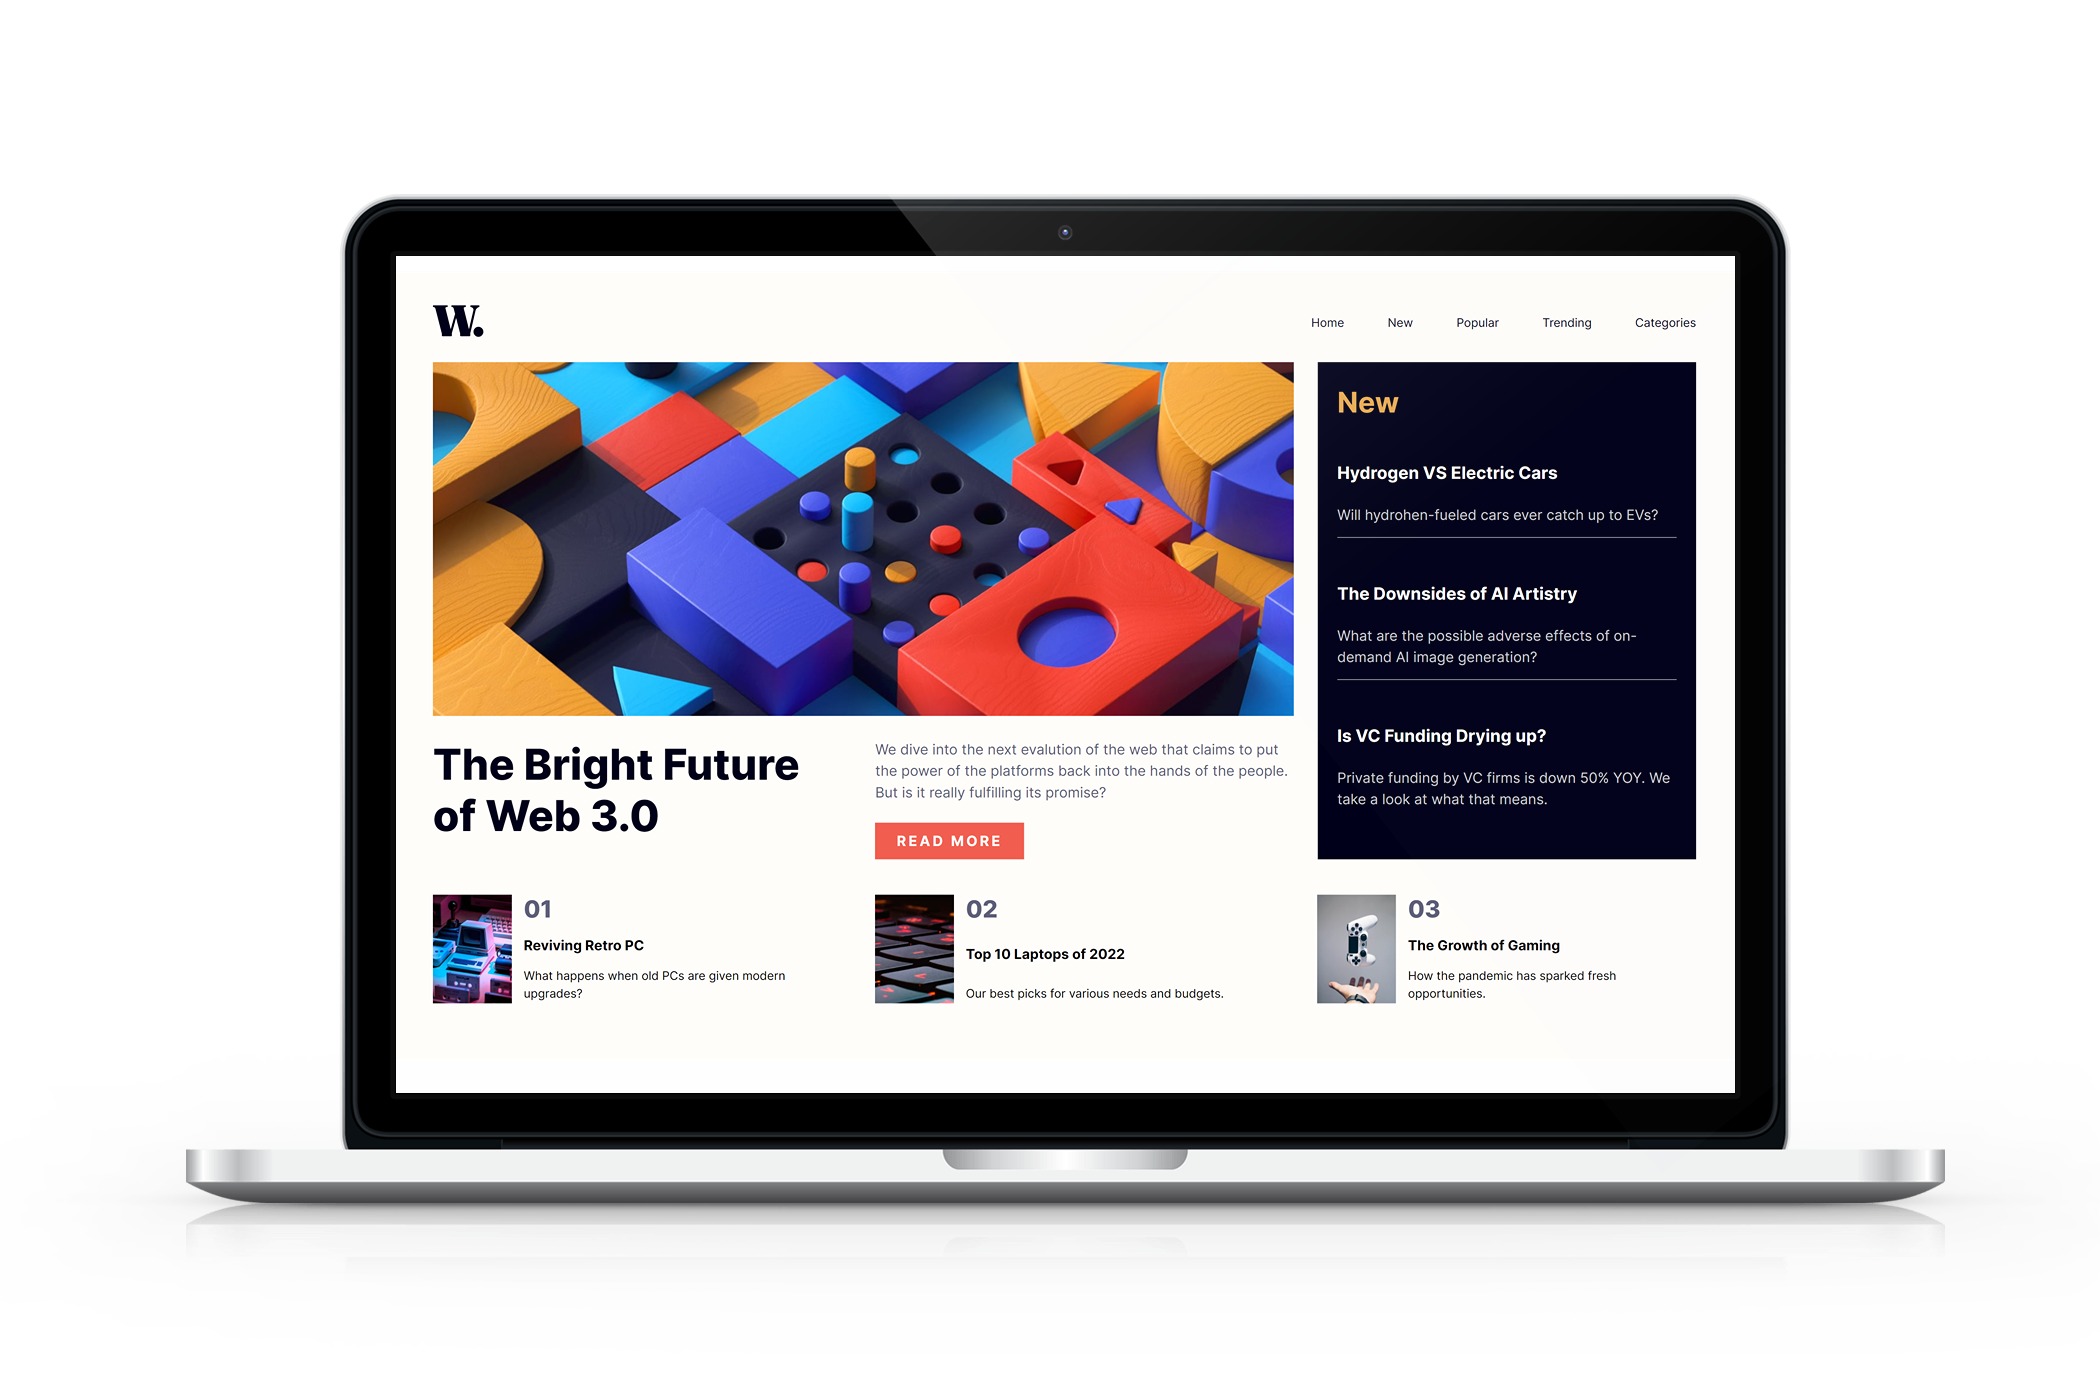 W.
Home New Popular Trending Categories
The Bright Future
of Web 3.0
We dive into the next evalution of the web that claims to put
the power of the platforms back into the hands of the people.
But is it really fulfilling its promise?
READ MORE
New
Hydrogen VS Electric Cars
Will hydrohen-fueled cars ever catch up to EVs?
The Downsides of AI Artistry
What are the possible adverse effects of on-
demand AI image generation?
Is VC Funding Drying up?
Private funding by VC firms is down 50% YOY. We
take a look at what that means.
01
Reviving Retro PC
What happens when old PCs are given modern
upgrades?
02
Top 10 Laptops of 2022
Our best picks for various needs and budgets.
03
The Growth of Gaming
How the pandemic has sparked fresh
opportunities.